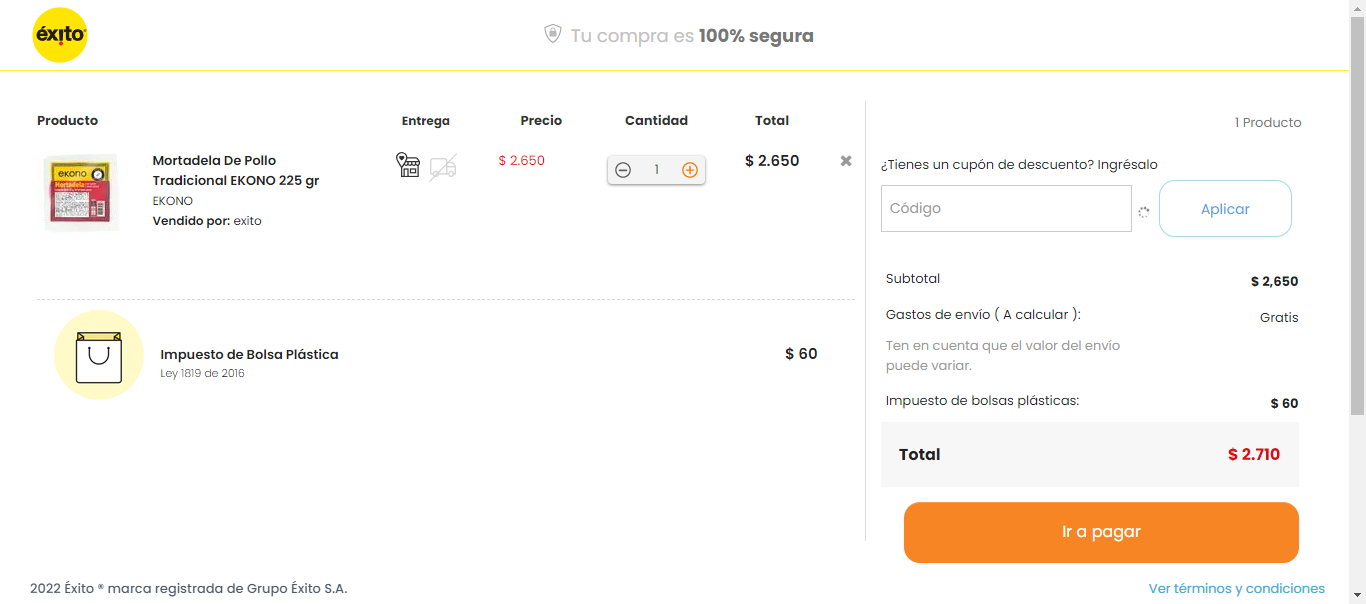 éxito
Tu compra es 100% segura
Producto Entrega Precio Cantidad Total
Mortadela De Pollo
Tradicional EKONO 225 gr
EKONO
Vendido por: exito
ekono
Mortadela
$ 2.650
1
$ 2.650
Impuesto de Bolsa Plástica
Ley 1819 de 2016
$ 60
1 Producto
¿Tienes un cupón de descuento? Ingrésalo
Código
Aplicar
Subtotal $ 2,650
Gastos de envío ( A calcular ): Gratis
Ten en cuenta que el valor del envío
puede variar.
Impuesto de bolsas plásticas: $ 60
Total $ 2.710
Ir a pagar
2022 Éxito ® marca registrada de Grupo Éxito S.A.
Ver términos y condiciones